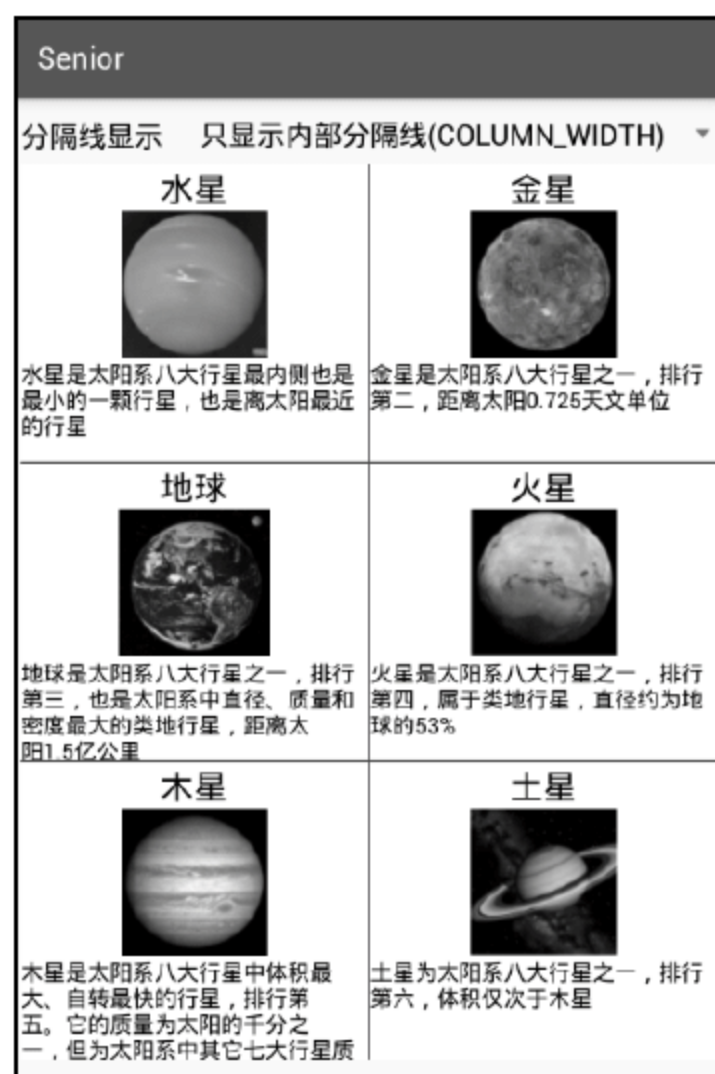 Senior
分隔线显示 只显示内部分隔线(COLUMN_WIDTH)
水星
水星是太阳系八大行星最内侧也是
最小的一颗行星，也是离太阳最近
的行星
金星
金星是太阳系八大行星之一，排行
第二，距离太阳0.725天文单位
地球
地球是太阳系八大行星之一，排行
第三，也是太阳系中直径、质量和
密度最大的类地行星，距离太
阳1.5亿公里
火星
火星是太阳系八大行星之一，排行
第四，属于类地行星，直径约为地
球的53%
木星
木星是太阳系八大行星中体积最
大、自转最快的行星，排行第
五。它的质量为太阳的千分之
一，但为太阳系中其它七大行星质
土星
土星为太阳系八大行星之一，排行
第六，体积仅次于木星